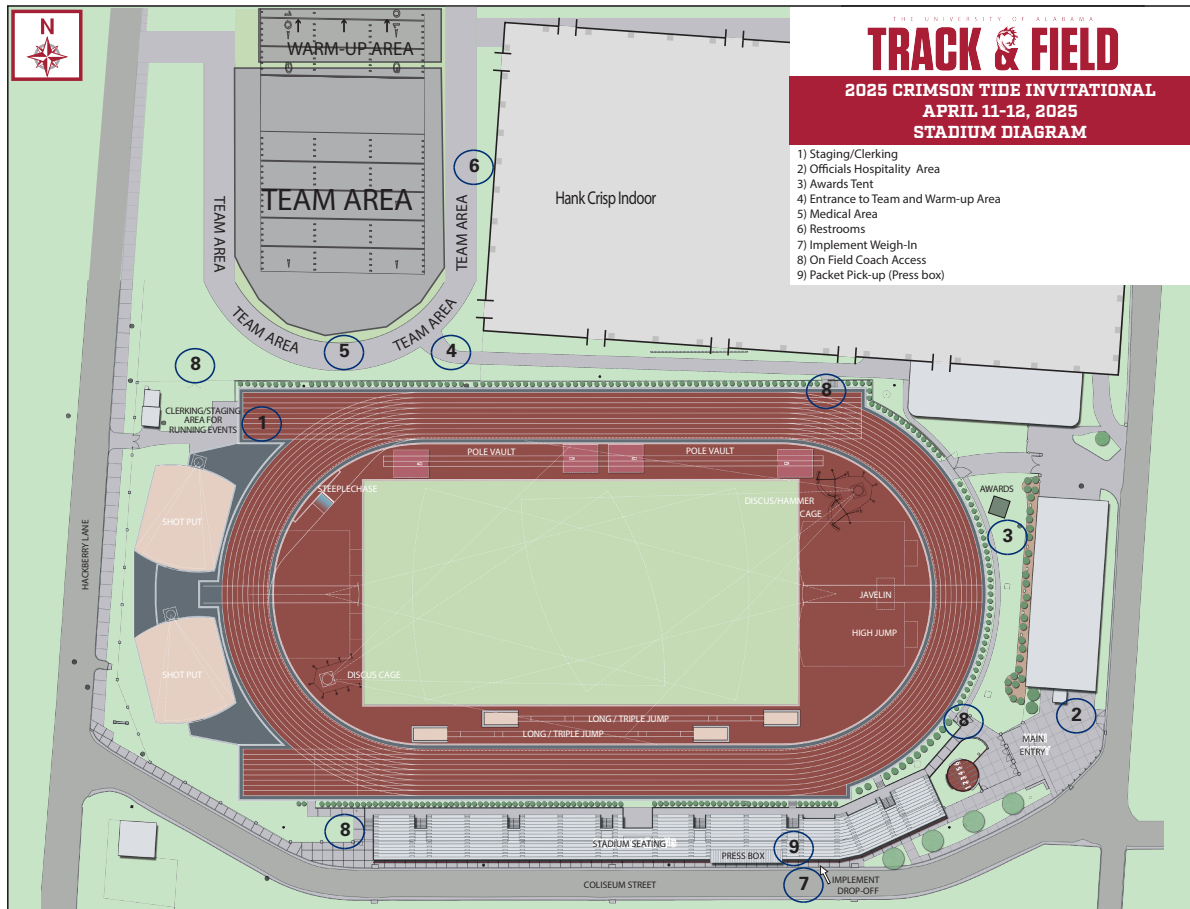 N
WARM-UP AREA
THE UNIVERSITY OF ALABAMA
TRACK & FIELD
2025 CRIMSON TIDE INVITATIONAL
APRIL 11-12, 2025
STADIUM DIAGRAM
1) Staging/Clerking
2) Officials Hospitality Area
3) Awards Tent
4) Entrance to Team and Warm-up Area
5) Medical Area
6) Restrooms
7) Implement Weigh-In
8) On Field Coach Access
9) Packet Pick-up (Press box)
6
TEAM AREA
Hank Crisp Indoor
TEAM AREA
TEAM AREA
TEAM AREA
TEAM AREA
5
4
8
8
CLERKING/STAGING
AREA FOR
RUNNING EVENTS
1
POLE VAULT
POLE VAULT
STEEPLECHASE
DISCUS/HAMMER
CAGE
AWARDS
SHOT PUT
3
HACKBERRY LANE
JAVELIN
HIGH JUMP
SHOT PUT
DISCUS CAGE
LONG / TRIPLE JUMP
LONG / TRIPLE JUMP
8
2
MAIN
ENTRY
8
STADIUM SEATING
9
PRESS BOX
7
IMPLEMENT
DROP-OFF
COLISEUM STREET